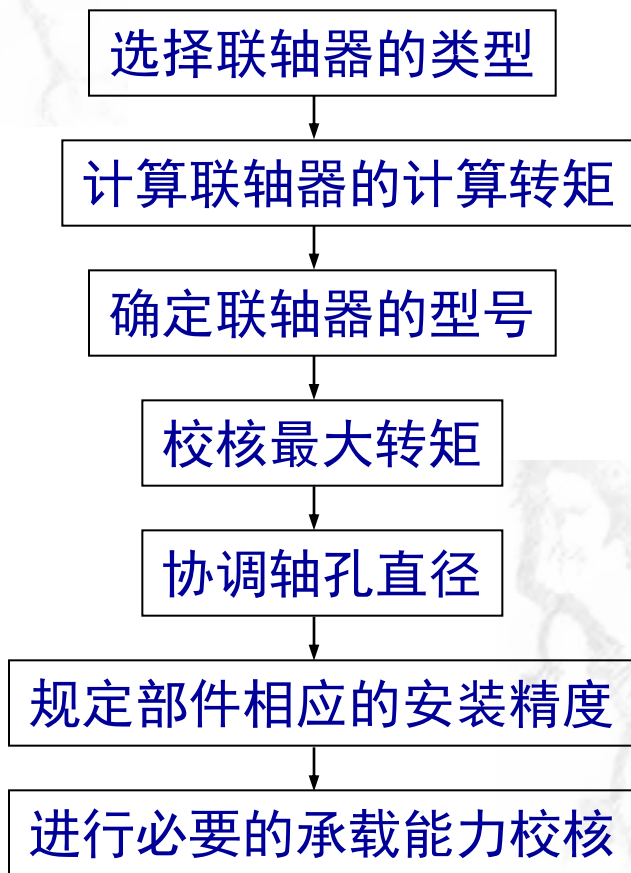 选择联轴器的类型
计算联轴器的计算转矩
确定联轴器的型号
校核最大转矩
协调轴孔直径
规定部件相应的安装精度
进行必要的承载能力校核